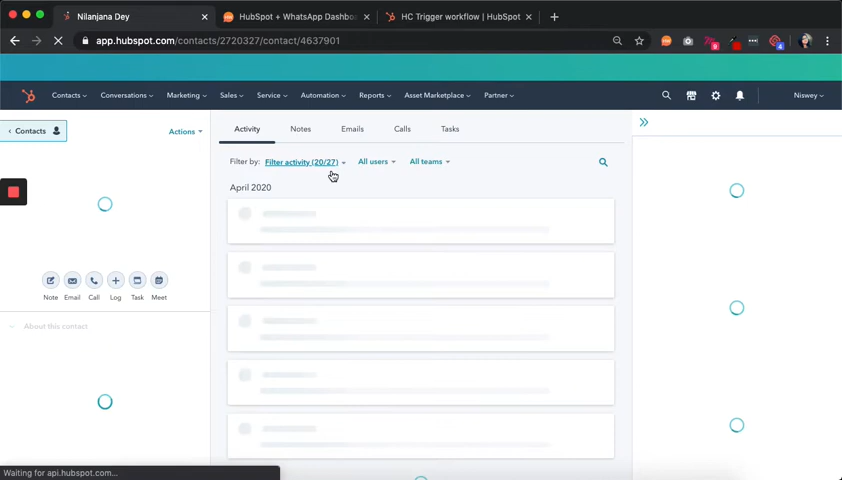 Nilanjana Dey
HubSpot + WhatsApp Dashboa
HC Trigger workflow | HubSpot
app.hubspot.com/contacts/2720327/contact/4637901
Contacts Conversations Marketing Sales Service Automation Reports Asset Marketplace Partner Niswey
Contacts Actions
Activity Notes Emails Calls Tasks
Filter by: Filter activity (20/27) All users All teams
April 2020
Note Email Call Log Task Meet
About this contact
Waiting for api.hubspot.com...